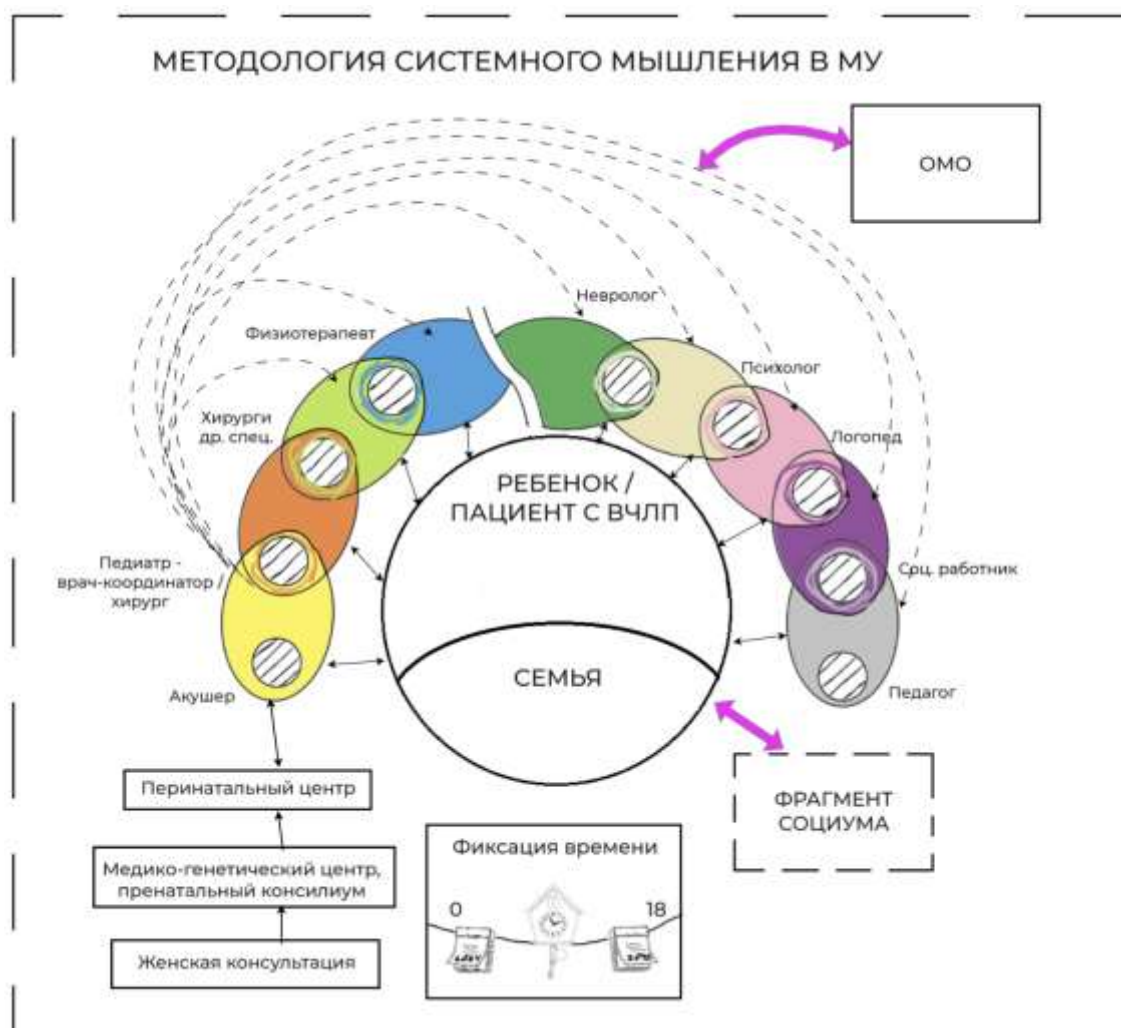 МЕТОДОЛОГИЯ СИСТЕМНОГО МЫШЛЕНИЯ В МУ
ОМО
Невролог
Физиотерапевт
Психолог
Хирурги
др. спец.
Логопед
РЕБЕНОК /
ПАЦИЕНТ С ВЧЛП
Педиатр -
врач-координатор
хирург
Соц. работник
СЕМЬЯ
Акушер
Педагог
Перинатальный центр
ФРАГМЕНТ
СОЦИУМА
Фиксация времени
Медико-генетический центр,
пренатальный консилиум
0
18
Женская консультация